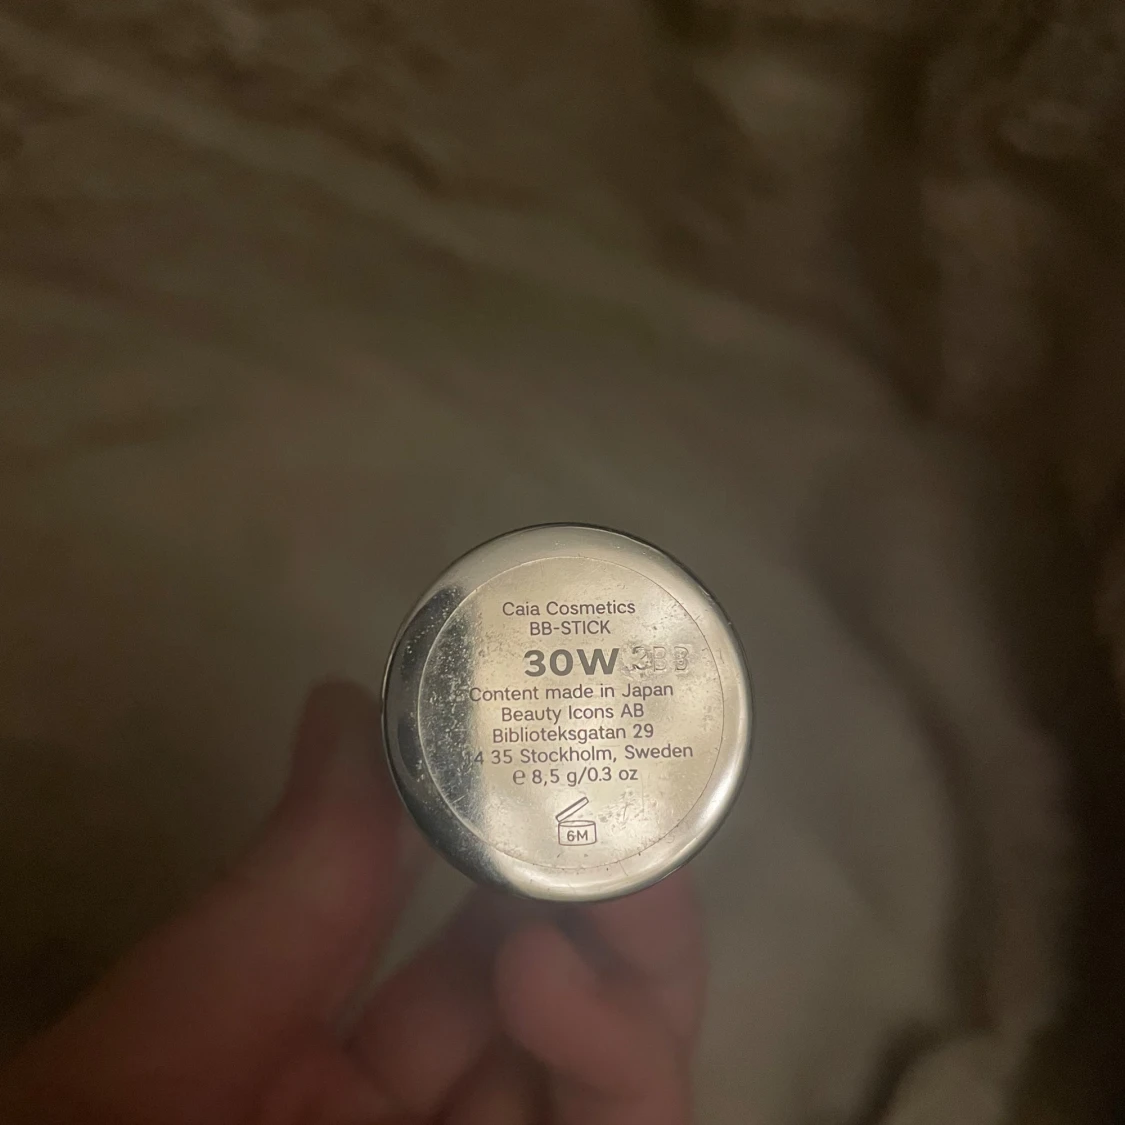 Caia Cosmetics
BB-STICK
30W 3BB
Content made in Japan
Beauty Icons AB
Biblioteksgatan 29
14 35 Stockholm, Sweden
e 8,5 g/0.3 oz
6M